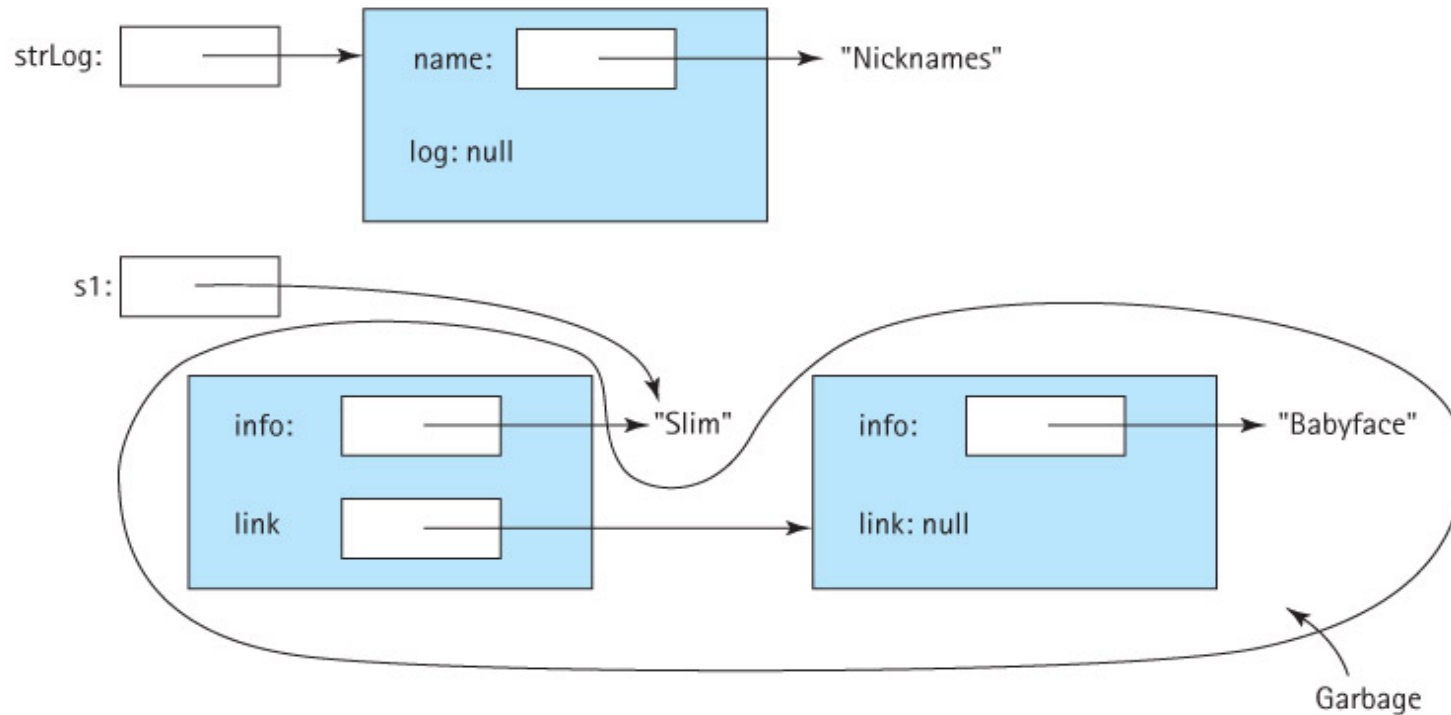 strLog:
name:
"Nicknames"
log: null
s1:
info:
"Slim"
info:
"Babyface"
link
link: null
Garbage